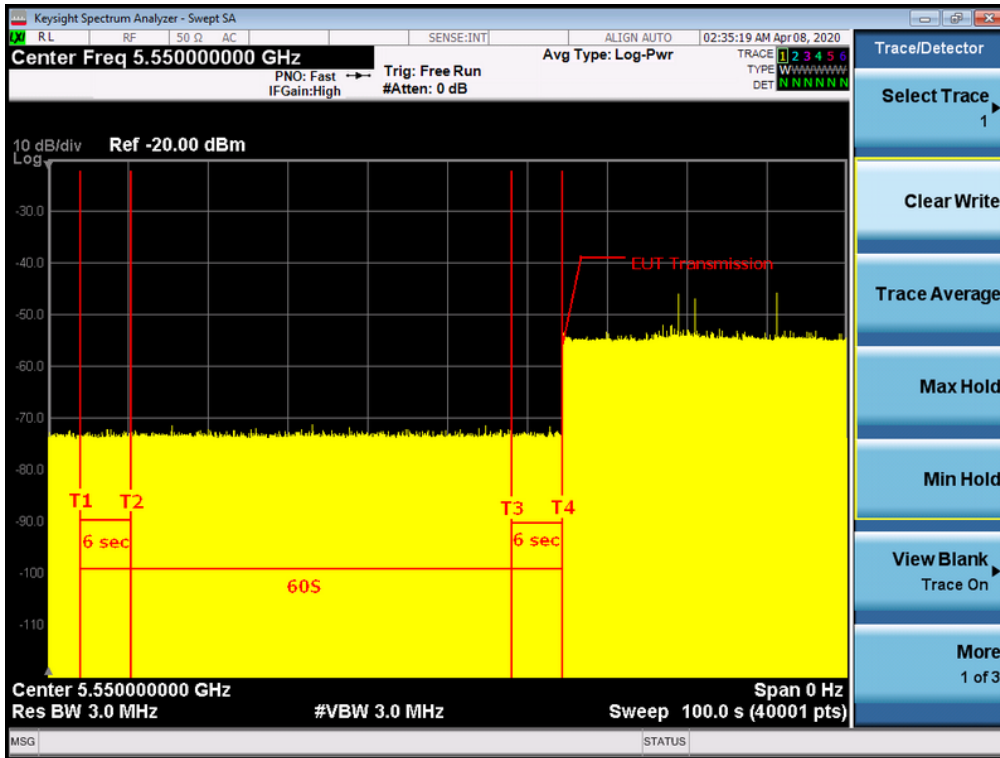 Keysight Spectrum Analyzer - Swept SA
LXI RL RF 50 Ω AC SENSE:INT ALIGN AUTO 02:35:19 AM Apr 08, 2020
Center Freq 5.550000000 GHz
PNO: Fast
IFGain:High
Trig: Free Run
#Atten: 0 dB
Avg Type: Log-Pwr
TRACE 1 2 3 4 5 6
TYPE WWWWWW
DET N N N N N N
10 dB/div Ref -20.00 dBm
Log
-30.0
-40.0
-50.0
-60.0
-70.0
-80.0
-90.0
-100
-110
EUT Transmission
T1 T2 T3 T4
6 sec 6 sec
60S
Center 5.550000000 GHz Span 0 Hz
Res BW 3.0 MHz #VBW 3.0 MHz Sweep 100.0 s (40001 pts)
MSG STATUS
Trace/Detector
Select Trace
1
Clear Write
Trace Average
Max Hold
Min Hold
View Blank
Trace On
More
1 of 3